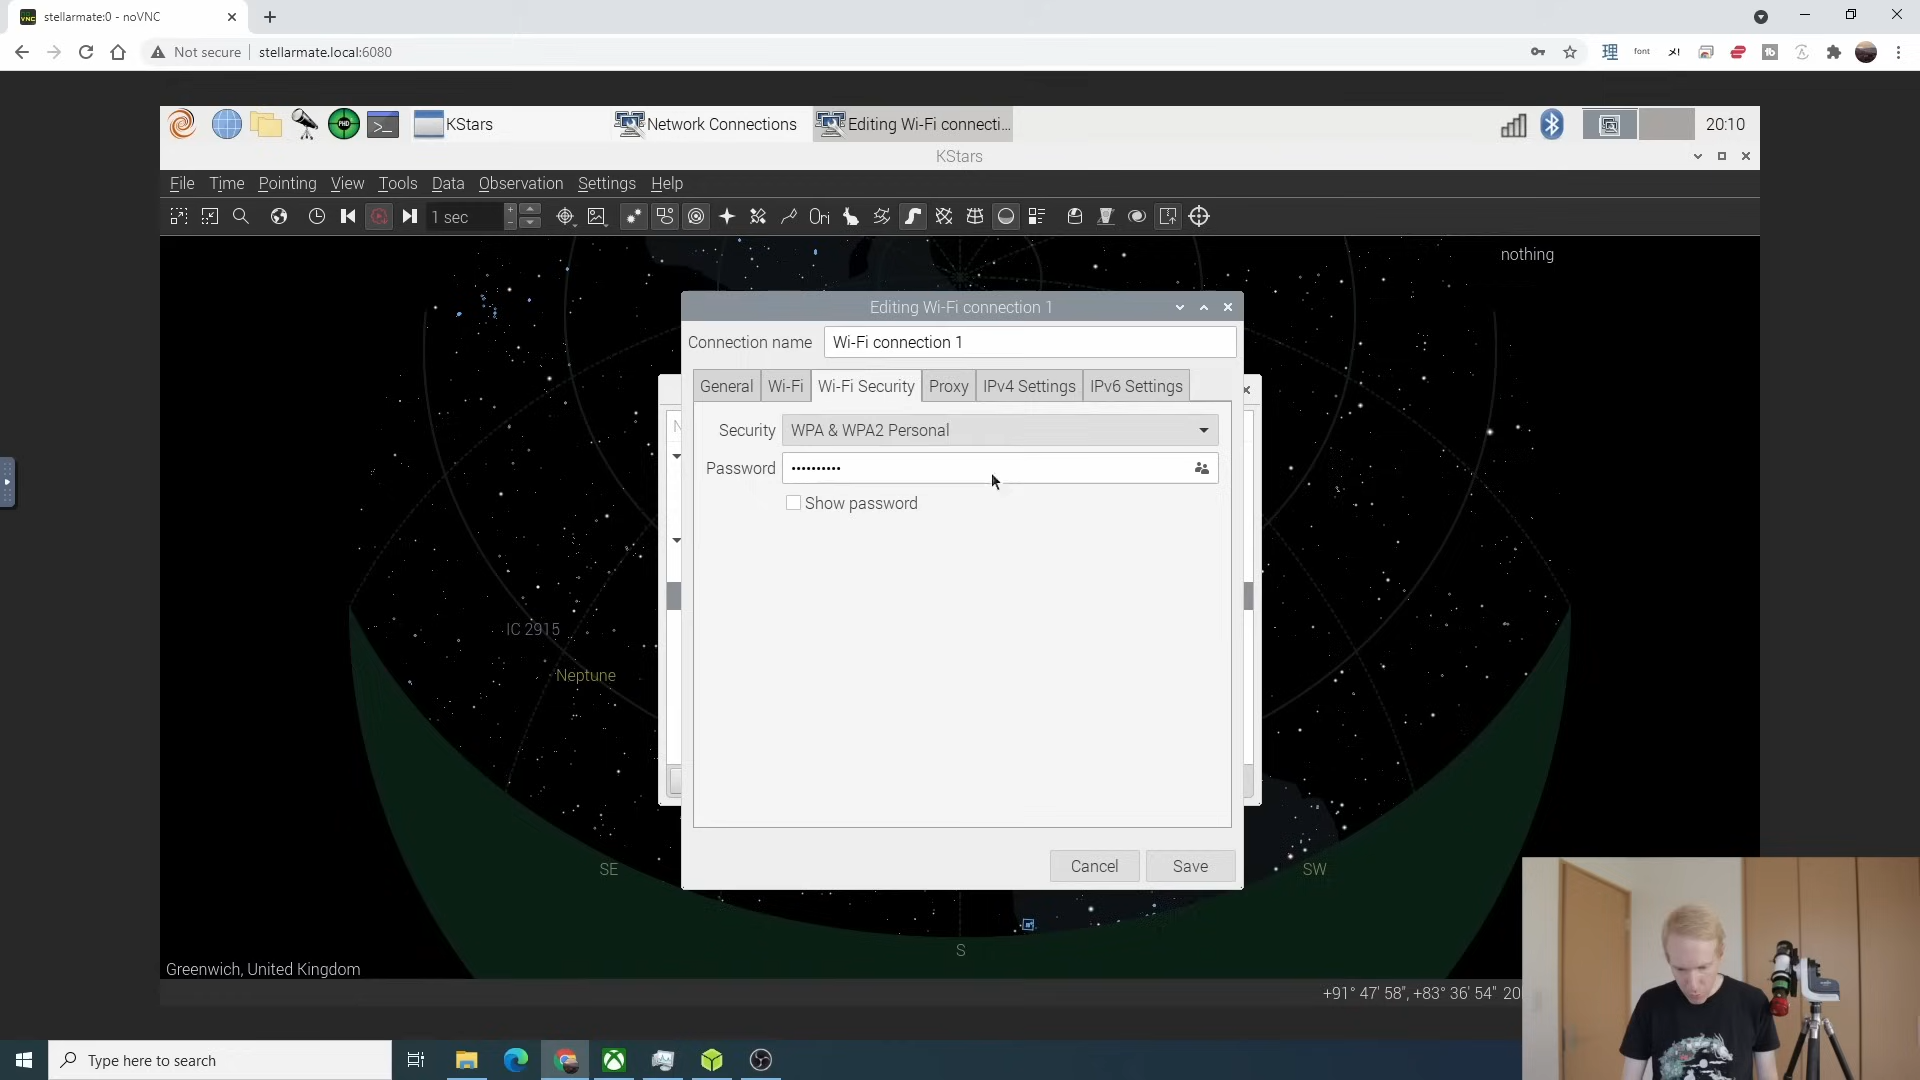 stellarmate:0 - noVNC
Not secure
stellarmate.local:6080
font
KStars
Network Connections
Editing Wi-Fi connecti...
20:10
KStars
File Time Pointing View Tools Data Observation Settings Help
1 sec
Ori
nothing
Editing Wi-Fi connection 1
Connection name
Wi-Fi connection 1
General
Wi-Fi
Wi-Fi Security
Proxy
IPv4 Settings
IPv6 Settings
Security
WPA & WPA2 Personal
Password
••••••••••
Show password
IC 2915
Neptune
Cancel
Save
SE
SW
S
Greenwich, United Kingdom
+91° 47' 58", +83° 36' 54" 20
Type here to search